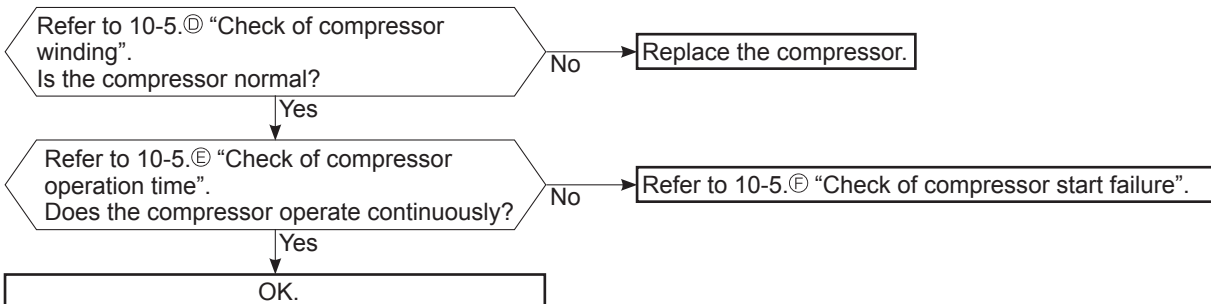 Refer to 10-5.Ⓓ “Check of compressor
winding”.
Is the compressor normal?
No
Replace the compressor.
Yes
Refer to 10-5.Ⓔ “Check of compressor
operation time”.
Does the compressor operate continuously?
No
Refer to 10-5.Ⓕ “Check of compressor start failure”.
Yes
OK.